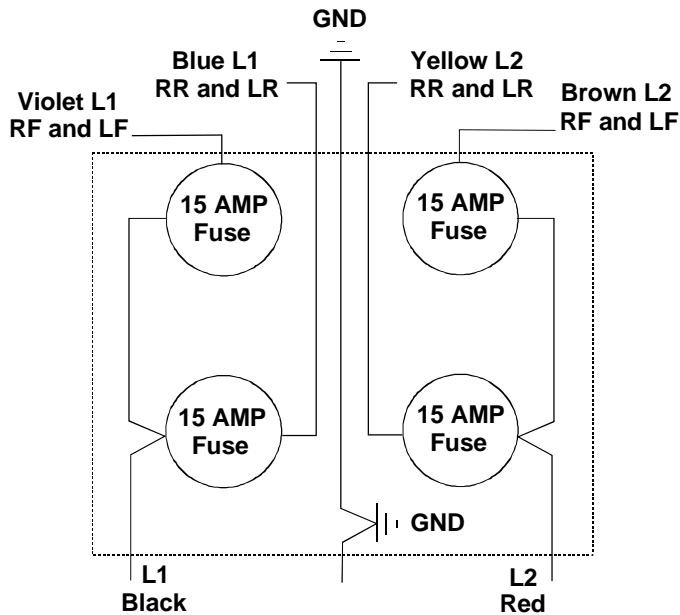 GND
Blue L1
RR and LR
Yellow L2
RR and LR
Violet L1
RF and LF
Brown L2
RF and LF
15 AMP
Fuse
15 AMP
Fuse
15 AMP
Fuse
15 AMP
Fuse
GND
L1
Black
L2
Red